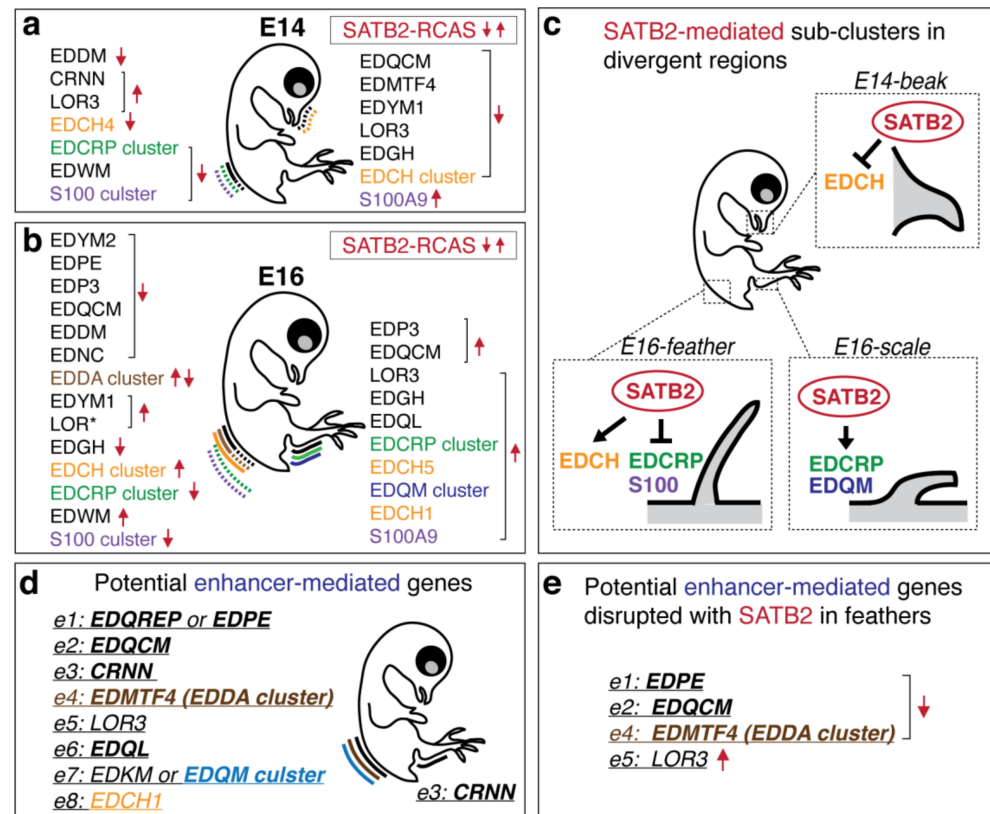 a
E14
SATB2-RCAS ↓↑
EDDM ↓
CRNN
LOR3
↑
EDCH4 ↓
EDCRP cluster
EDWM
S100 culster
↓
EDQCM
EDMTF4
EDYM1
LOR3
EDGH
EDCH cluster
↓
S100A9 ↑
b
E16
SATB2-RCAS ↓↑
EDYM2
EDPE
EDP3
EDQCM
EDDM
EDNC
↓
EDDA cluster ↑↓
EDYM1
LOR*
↑
EDGH ↓
EDCH cluster ↑
EDCRP cluster ↓
EDWM ↑
S100 culster ↓
EDP3
EDQCM
↑
LOR3
EDGH
EDQL
EDCRP cluster
EDCH5
EDQM cluster
EDCH1
S100A9
↑
c
SATB2-mediated sub-clusters in
divergent regions
E14-beak
SATB2
EDCH
E16-feather
SATB2
EDCH EDCRP
S100
E16-scale
SATB2
EDCRP
EDQM
d
Potential enhancer-mediated genes
e1: EDQREP or EDPE
e2: EDQCM
e3: CRNN
e4: EDMTF4 (EDDA cluster)
e5: LOR3
e6: EDQL
e7: EDKM or EDQM culster
e8: EDCH1
e3: CRNN
e
Potential enhancer-mediated genes
disrupted with SATB2 in feathers
e1: EDPE
e2: EDQCM
e4: EDMTF4 (EDDA cluster)
↓
e5: LOR3 ↑